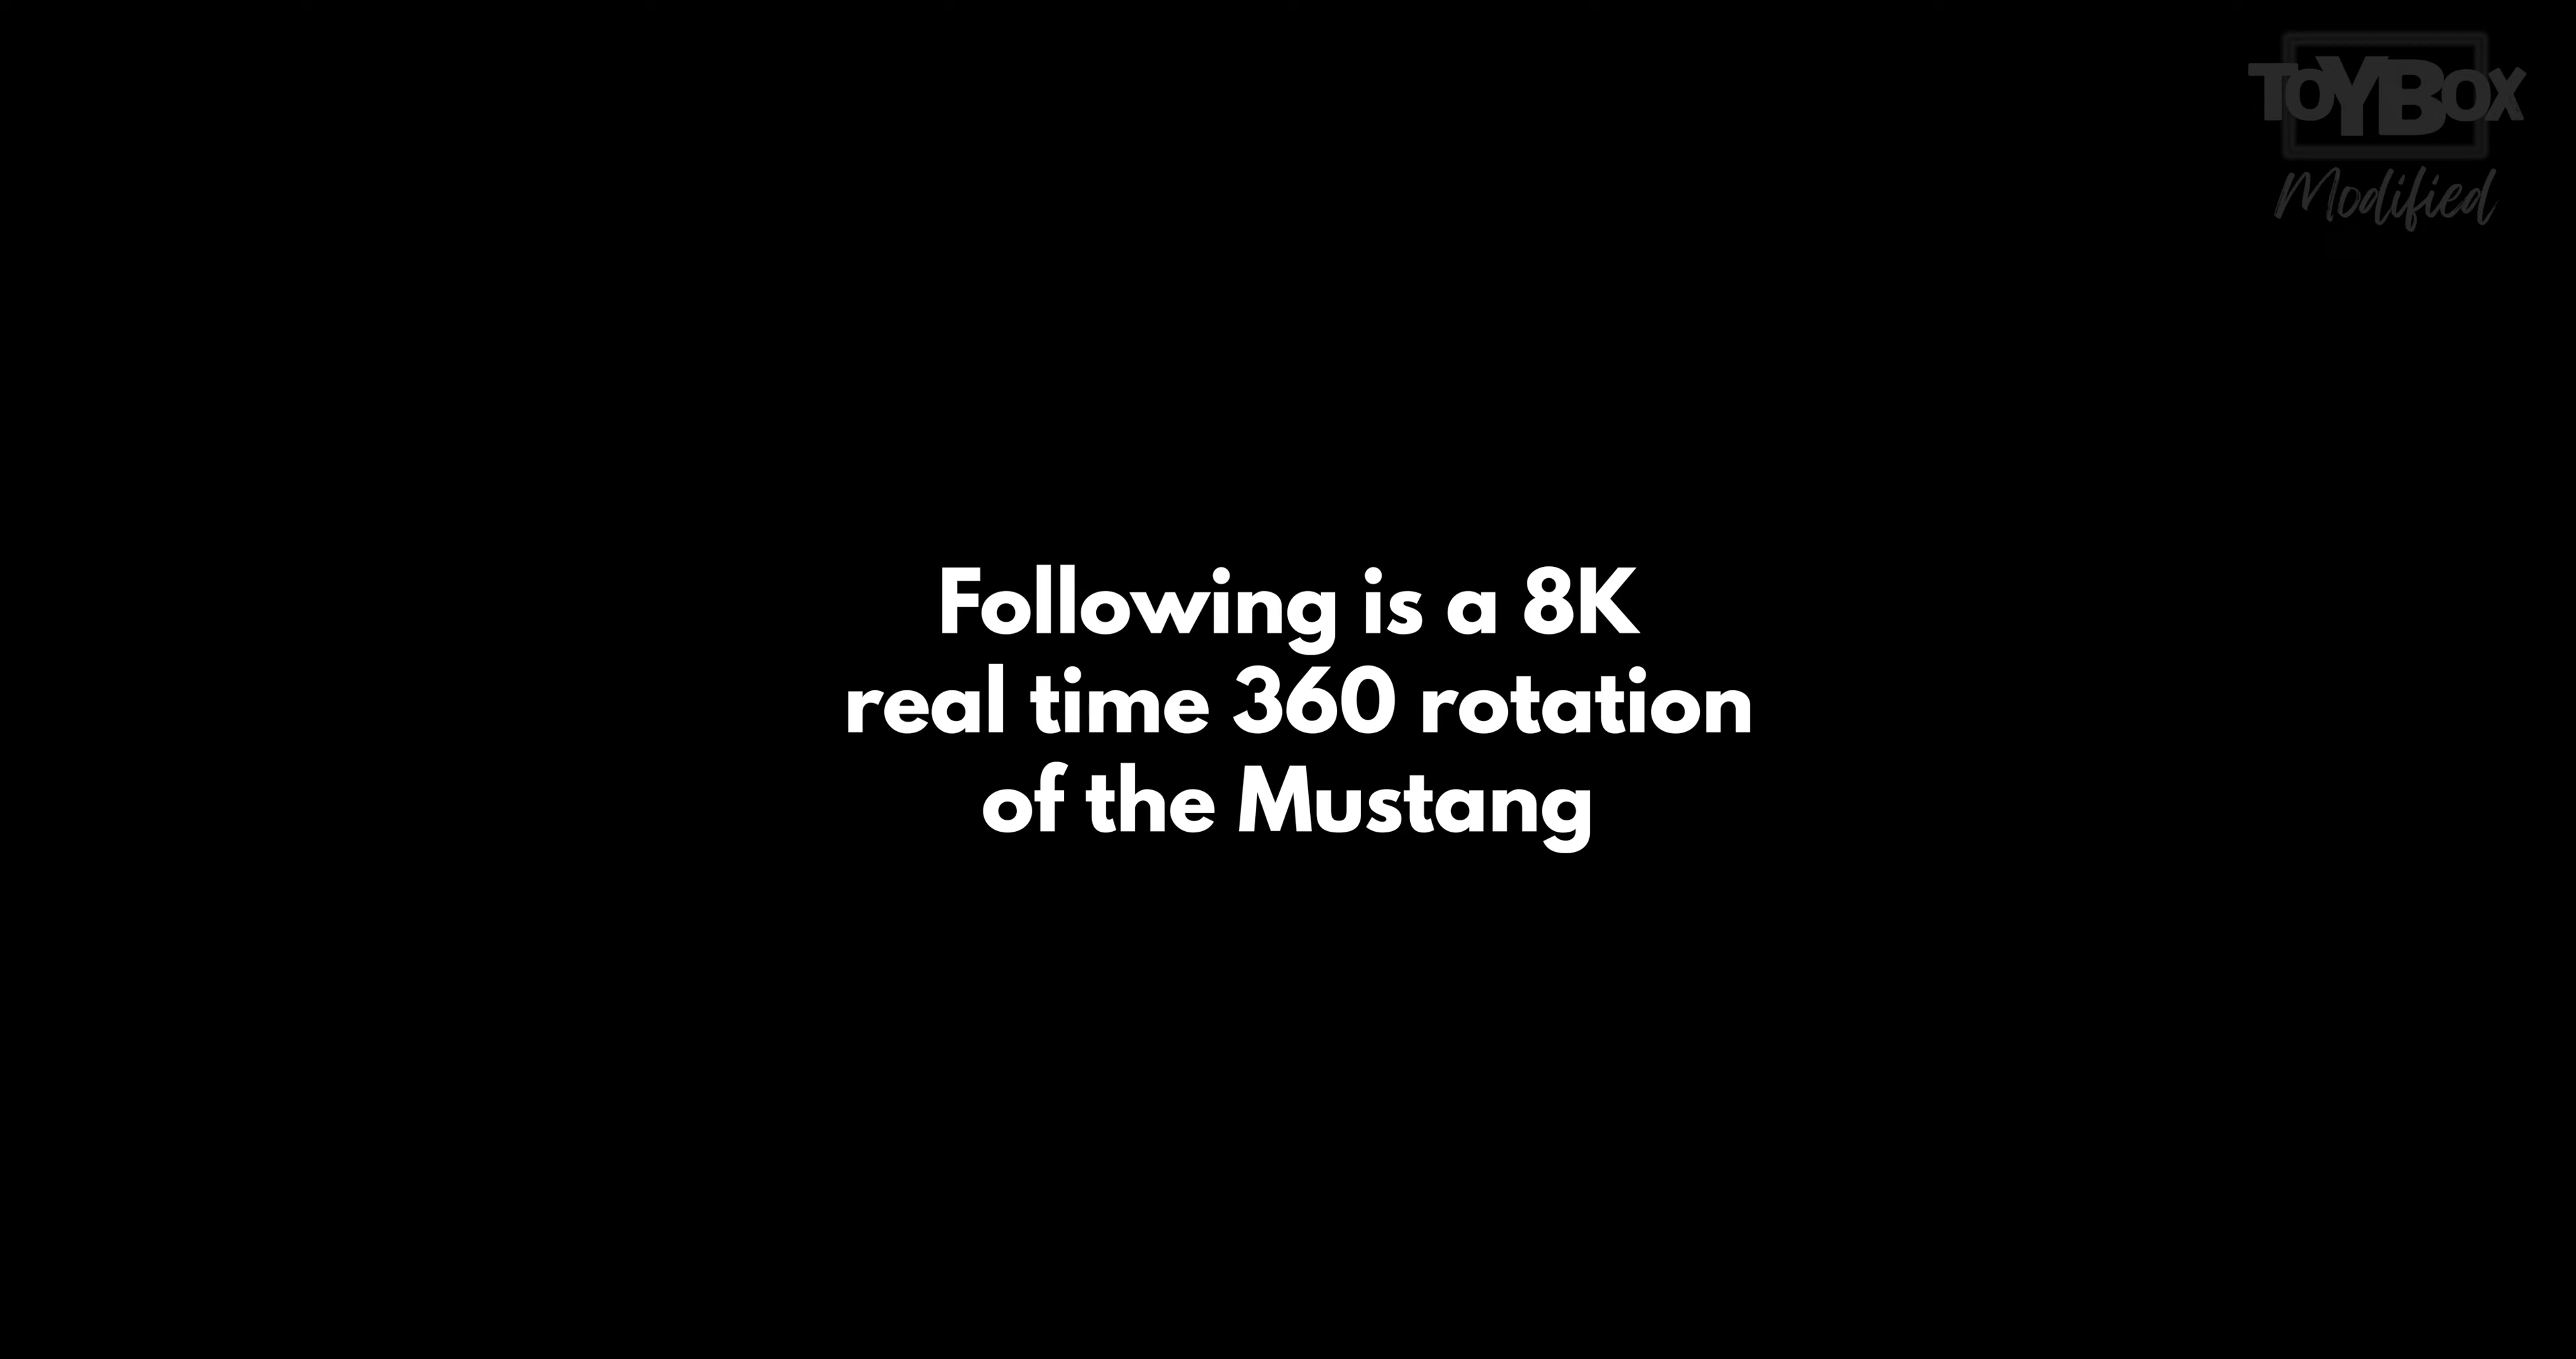 ToYBox
Modified
Following is a 8K
real time 360 rotation
of the Mustang